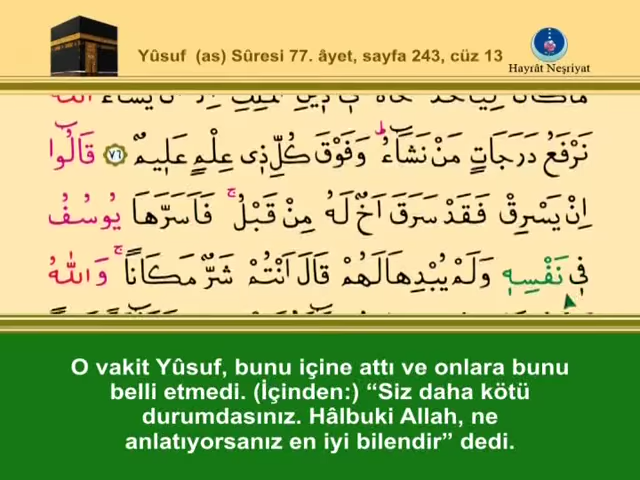 Yûsuf (as) Sûresi 77. âyet, sayfa 243, cüz 13
Hayrât Neşriyat
نَرْفَعُ دَرَجَاتٍ مَنْ نَشَٓاءُۜ وَفَوْقَ كُلِّ ذ۪ي عِلْمٍ عَل۪يمٌ ﴿٧٦﴾ قَالُٓوا
اِنْ يَسْرِقْ فَقَدْ سَرَقَ اَخٌ لَهُ مِنْ قَبْلُۚ فَاَسَرَّهَا يُوسُفُ
ف۪ي نَفْسِه۪ وَلَمْ يُبْدِهَا لَهُمْ قَالَ اَنْتُمْ شَرٌّ مَكَانًاۚ وَاللّٰهُ
O vakit Yûsuf, bunu içine attı ve onlara bunu
belli etmedi. (İçinden:) “Siz daha kötü
durumdasınız. Hâlbuki Allah, ne
anlatıyorsanız en iyi bilendir” dedi.